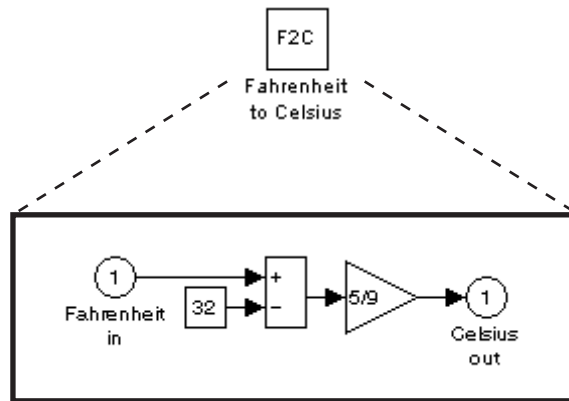 F2C
Fahrenheit
to Celsius
1
+
32
−
5/9
1
Fahrenheit
in
Celsius
out